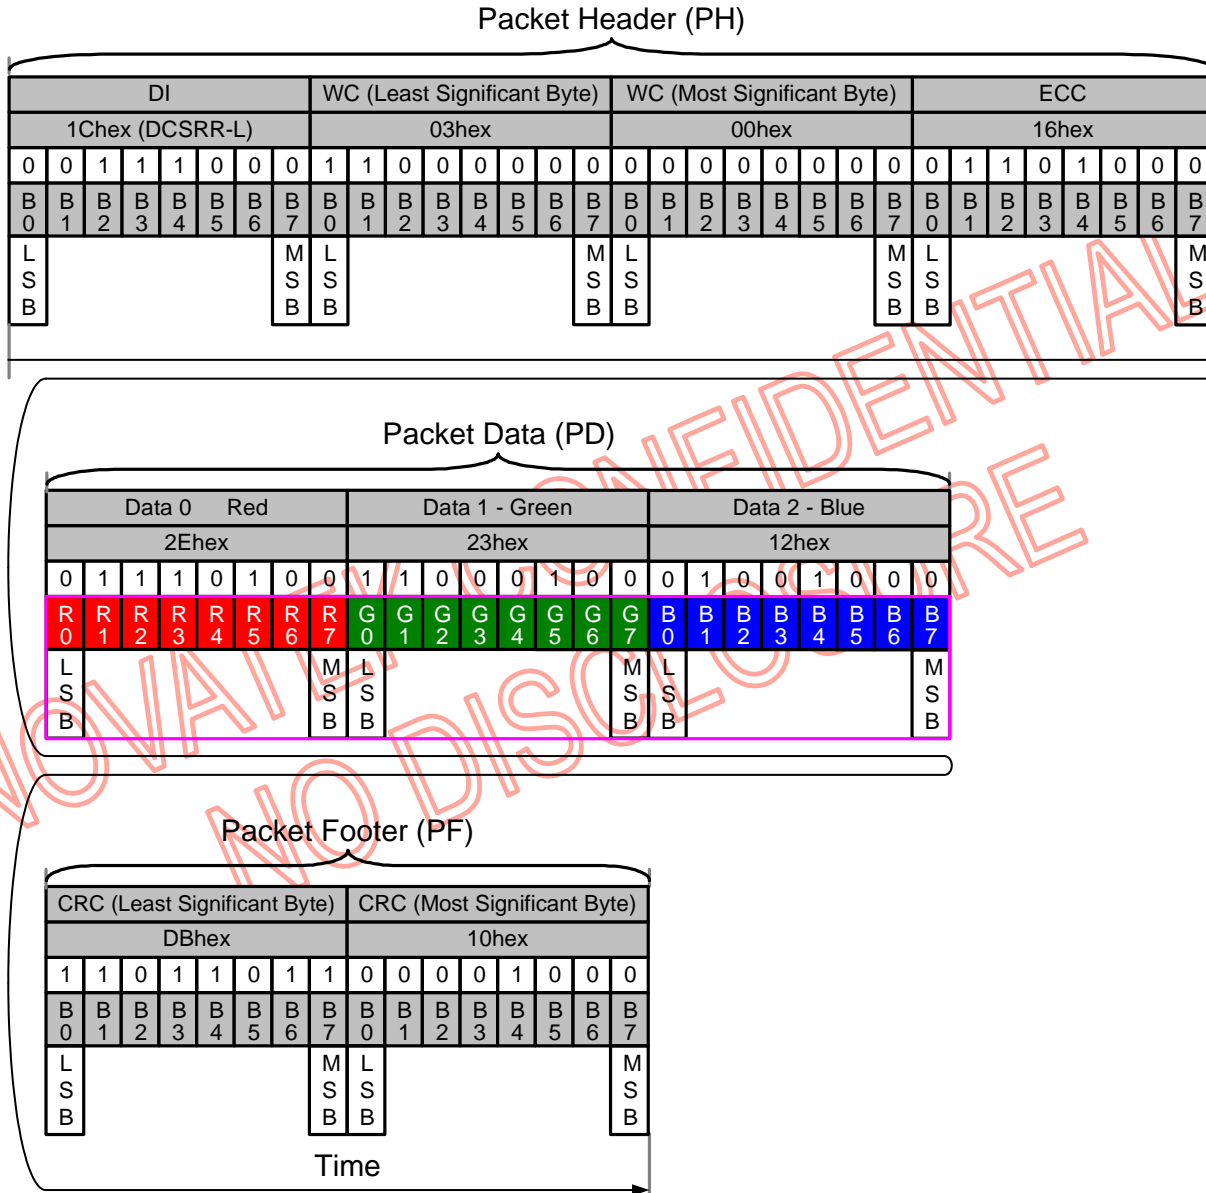 Packet Header (PH)
DI WC (Least Significant Byte) WC (Most Significant Byte) ECC
1Chex (DCSRR-L) 03hex 00hex 16hex
0 0 1 1 1 0 0 0 1 1 0 0 0 0 0 0 0 0 0 0 0 0 0 0 0 1 1 0 1 0 0 0
B0 B1 B2 B3 B4 B5 B6 B7 B0 B1 B2 B3 B4 B5 B6 B7 B0 B1 B2 B3 B4 B5 B6 B7 B0 B1 B2 B3 B4 B5 B6 B7
LSB MSB LSB MSB LSB MSB LSB MSB
Packet Data (PD)
Data 0 Red Data 1 - Green Data 2 - Blue
2Ehex 23hex 12hex
0 1 1 1 0 1 0 0 1 1 0 0 0 1 0 0 0 1 0 0 1 0 0 0
R0 R1 R2 R3 R4 R5 R6 R7 G0 G1 G2 G3 G4 G5 G6 G7 B0 B1 B2 B3 B4 B5 B6 B7
LSB MSB LSB MSB LSB MSB
Packet Footer (PF)
CRC (Least Significant Byte) CRC (Most Significant Byte)
DBhex 10hex
1 1 0 1 1 0 1 1 0 0 0 0 1 0 0 0
B0 B1 B2 B3 B4 B5 B6 B7 B0 B1 B2 B3 B4 B5 B6 B7
LSB MSB LSB MSB
Time
NOVATEK CONFIDENTIAL
NO DISCLOSURE